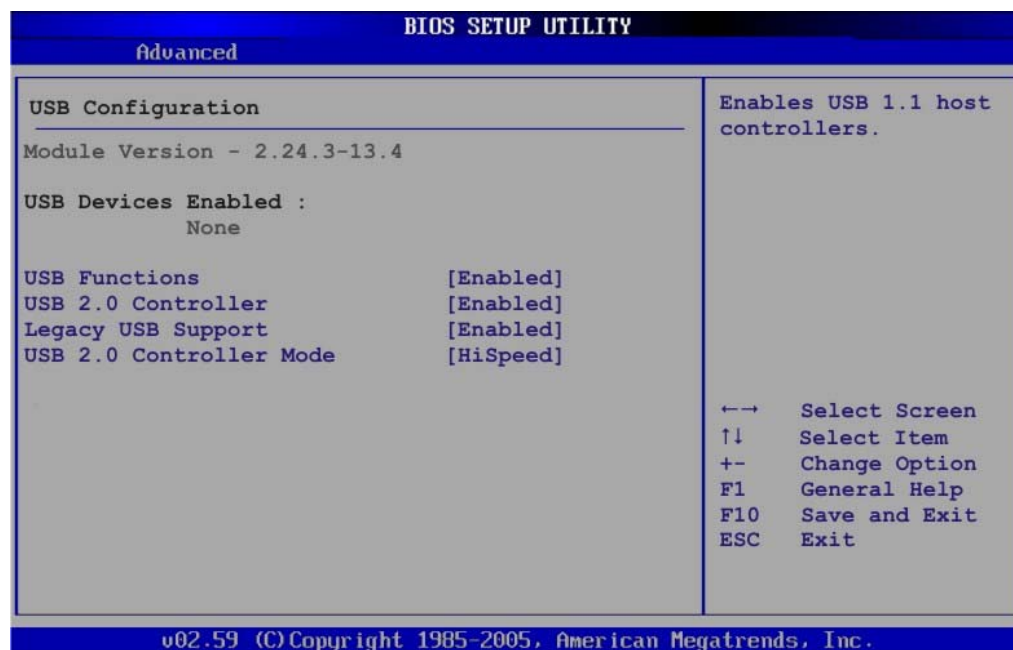 BIOS SETUP UTILITY
Advanced
USB Configuration
Module Version - 2.24.3-13.4
USB Devices Enabled :
None
USB Functions [Enabled]
USB 2.0 Controller [Enabled]
Legacy USB Support [Enabled]
USB 2.0 Controller Mode [HiSpeed]
Enables USB 1.1 host
controllers.
←→ Select Screen
↑↓ Select Item
+- Change Option
F1 General Help
F10 Save and Exit
ESC Exit
v02.59 (C)Copyright 1985-2005, American Megatrends, Inc.